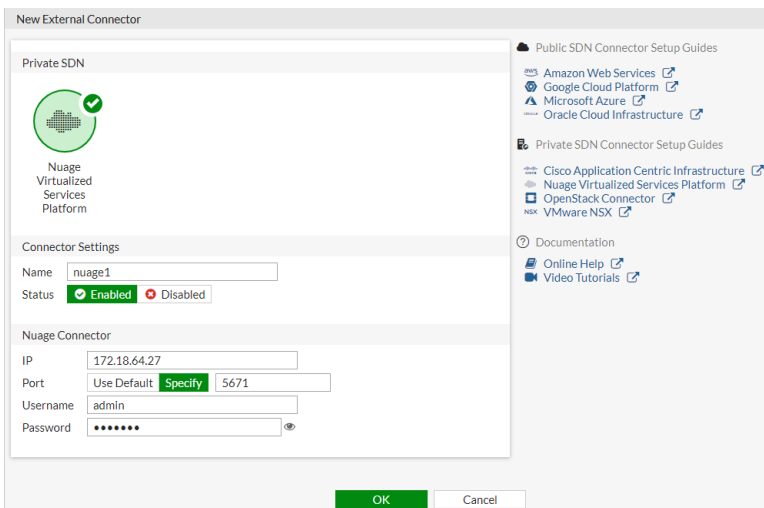 New External Connector
Private SDN
Nuage
Virtualized
Services
Platform
Connector Settings
Name nuage1
Status Enabled Disabled
Nuage Connector
IP 172.18.64.27
Port Use Default Specify 5671
Username admin
Password •••••••
OK Cancel
Public SDN Connector Setup Guides
aws Amazon Web Services
Google Cloud Platform
Microsoft Azure
Oracle Cloud Infrastructure
Private SDN Connector Setup Guides
Cisco Application Centric Infrastructure
Nuage Virtualized Services Platform
OpenStack Connector
NSX VMware NSX
Documentation
Online Help
Video Tutorials